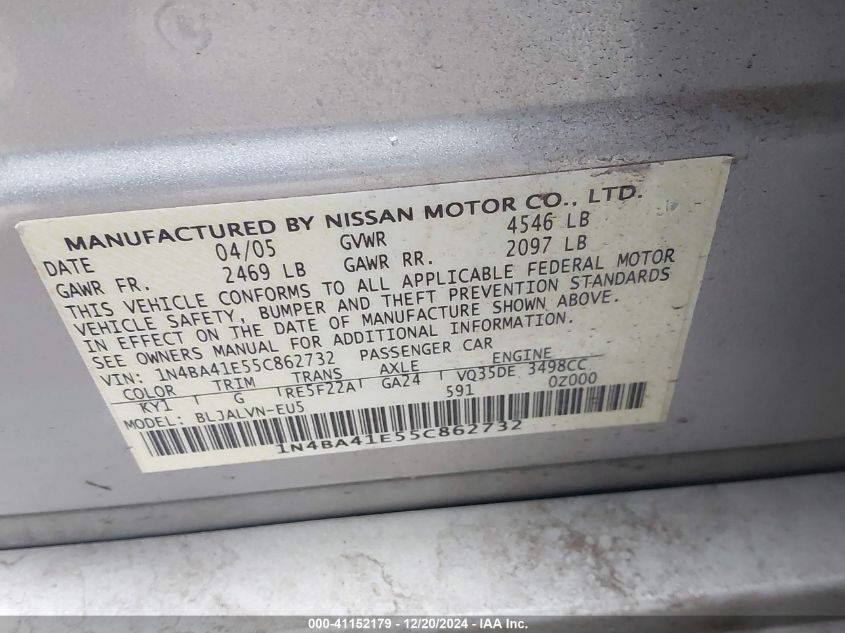 MANUFACTURED BY NISSAN MOTOR CO., LTD.
DATE 04/05 GVWR 4546 LB
GAWR FR. 2469 LB GAWR RR. 2097 LB
THIS VEHICLE CONFORMS TO ALL APPLICABLE FEDERAL MOTOR
VEHICLE SAFETY, BUMPER AND THEFT PREVENTION STANDARDS
IN EFFECT ON THE DATE OF MANUFACTURE SHOWN ABOVE.
SEE OWNERS MANUAL FOR ADDITIONAL INFORMATION.
VIN: 1N4BA41E55C862732 PASSENGER CAR
COLOR TRIM TRANS AXLE ENGINE
KY1 G RE5F22A GA24 VQ35DE 3498CC
MODEL: BLJALVN-EU5 591 0Z000
1N4BA41E55C862732
000-41152179 - 12/20/2024 - IAA Inc.